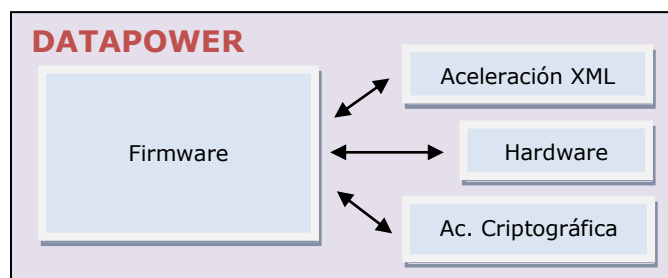 DATAPOWER
Firmware
Aceleración XML
Hardware
Ac. Criptográfica